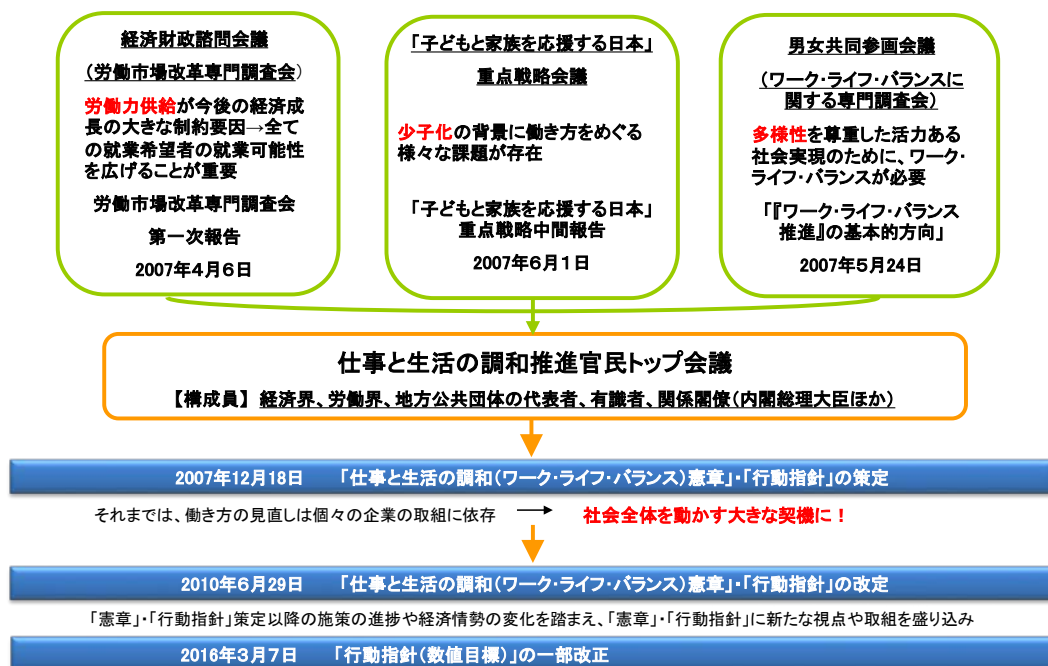 経済財政諮問会議
（労働市場改革専門調査会）
労働力供給が今後の経済成
長の大きな制約要因→全て
の就業希望者の就業可能性
を広げることが重要
労働市場改革専門調査会
第一次報告
2007年４月６日
「子どもと家族を応援する日本」
重点戦略会議
少子化の背景に働き方をめぐる
様々な課題が存在
「子どもと家族を応援する日本」
重点戦略中間報告
2007年６月１日
男女共同参画会議
（ワーク・ライフ・バランスに
関する専門調査会）
多様性を尊重した活力ある
社会実現のために、ワーク・
ライフ・バランスが必要
「『ワーク・ライフ・バランス
推進』の基本的方向」
2007年５月24日
仕事と生活の調和推進官民トップ会議
【構成員】 経済界、労働界、地方公共団体の代表者、有識者、関係閣僚（内閣総理大臣ほか）
2007年12月18日 「仕事と生活の調和（ワーク・ライフ・バランス）憲章」・「行動指針」の策定
それまでは、働き方の見直しは個々の企業の取組に依存 → 社会全体を動かす大きな契機に！
2010年６月29日 「仕事と生活の調和（ワーク・ライフ・バランス）憲章」・「行動指針」の改定
「憲章」・「行動指針」策定以降の施策の進捗や経済情勢の変化を踏まえ、「憲章」・「行動指針」に新たな視点や取組を盛り込み
2016年３月７日 「行動指針（数値目標）」の一部改正